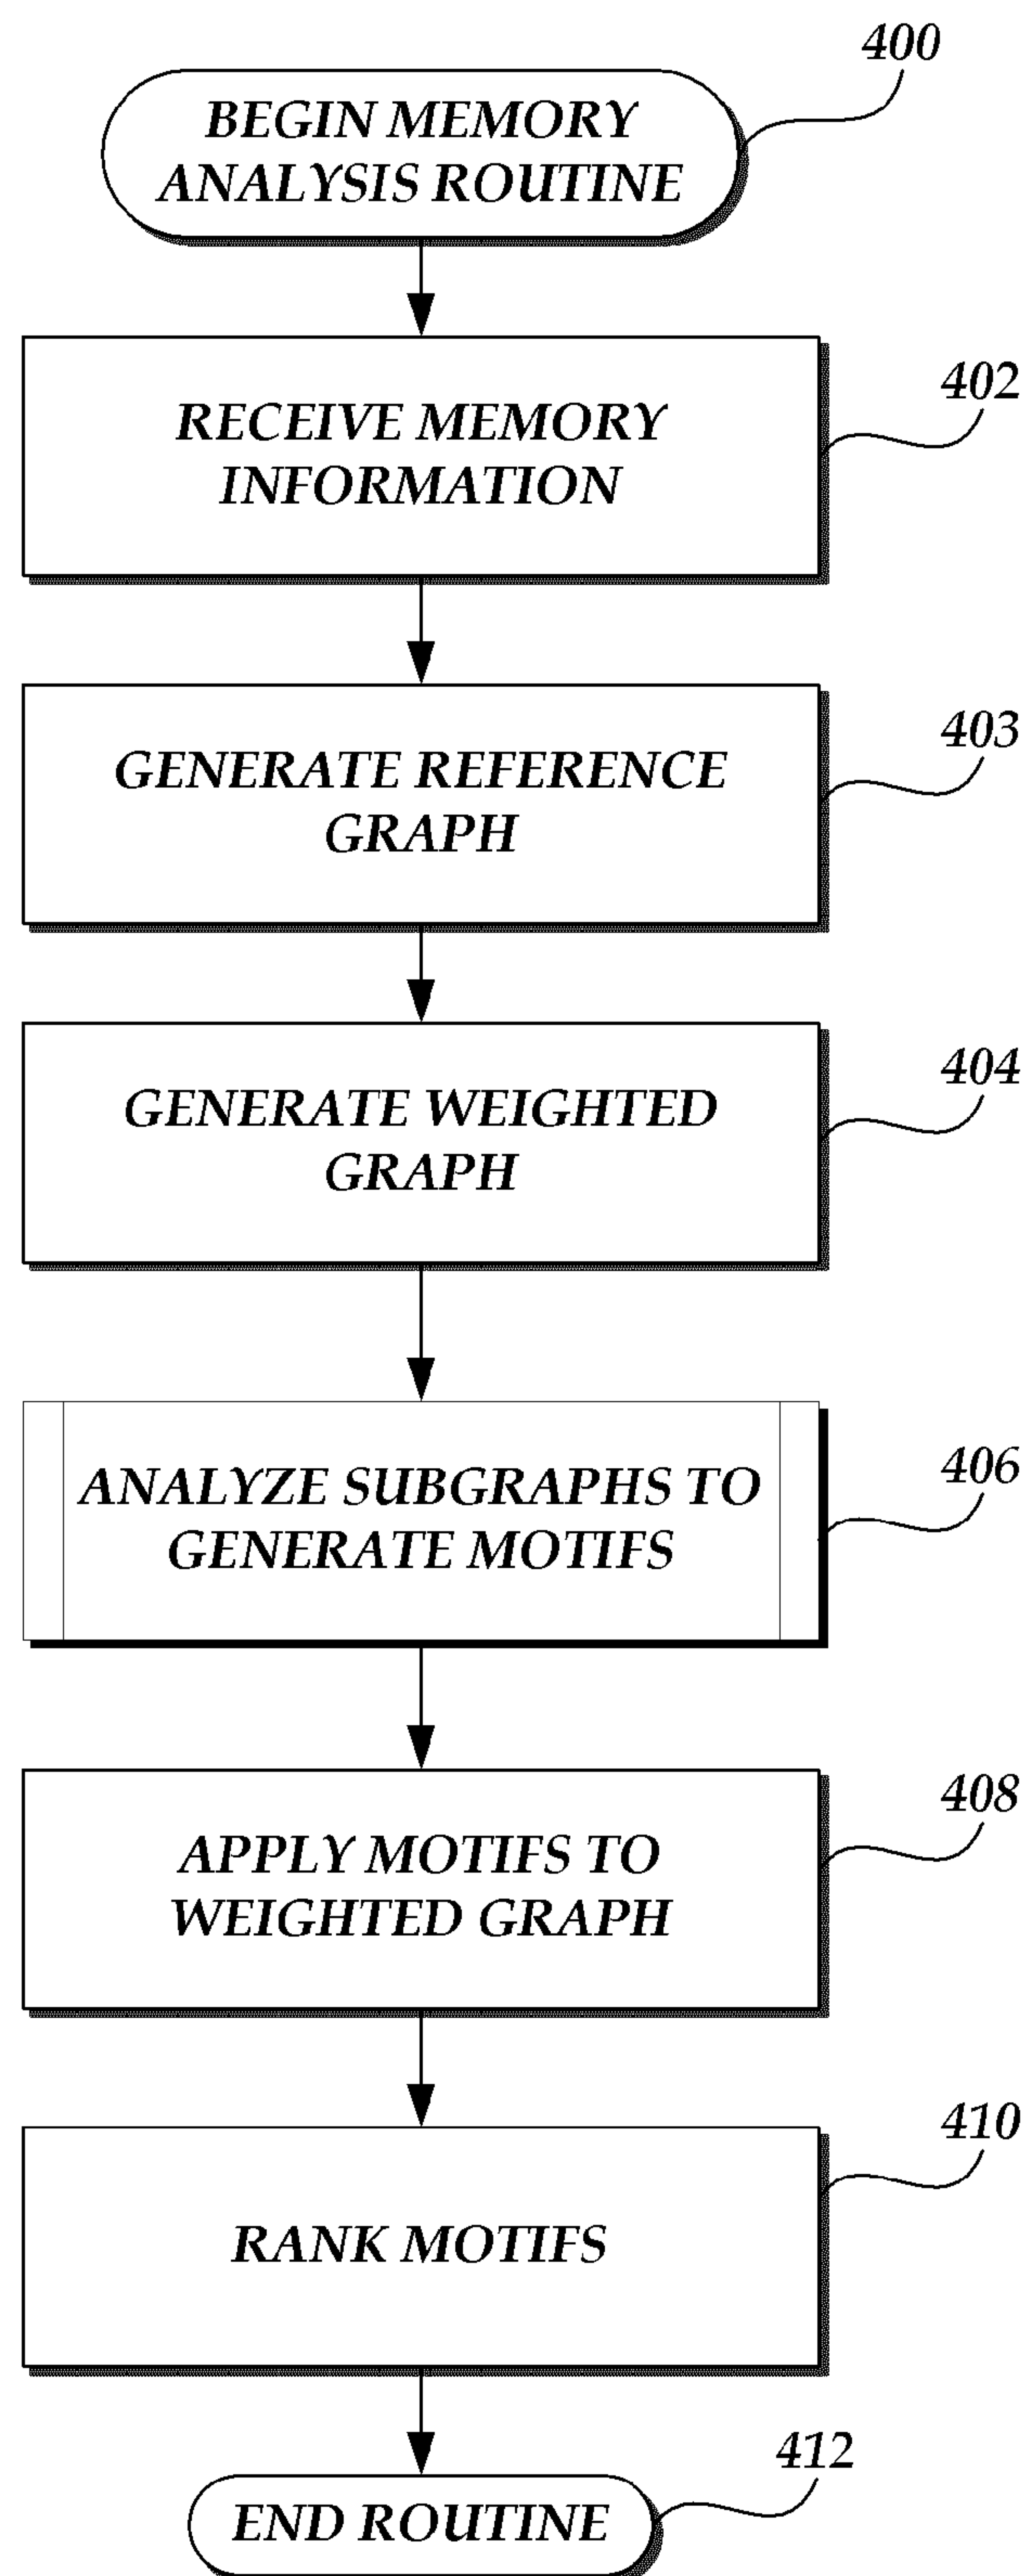 400
BEGIN MEMORY
ANALYSIS ROUTINE
402
RECEIVE MEMORY
INFORMATION
403
GENERATE REFERENCE
GRAPH
404
GENERATE WEIGHTED
GRAPH
406
ANALYZE SUBGRAPHS TO
GENERATE MOTIFS
408
APPLY MOTIFS TO
WEIGHTED GRAPH
410
RANK MOTIFS
412
END ROUTINE